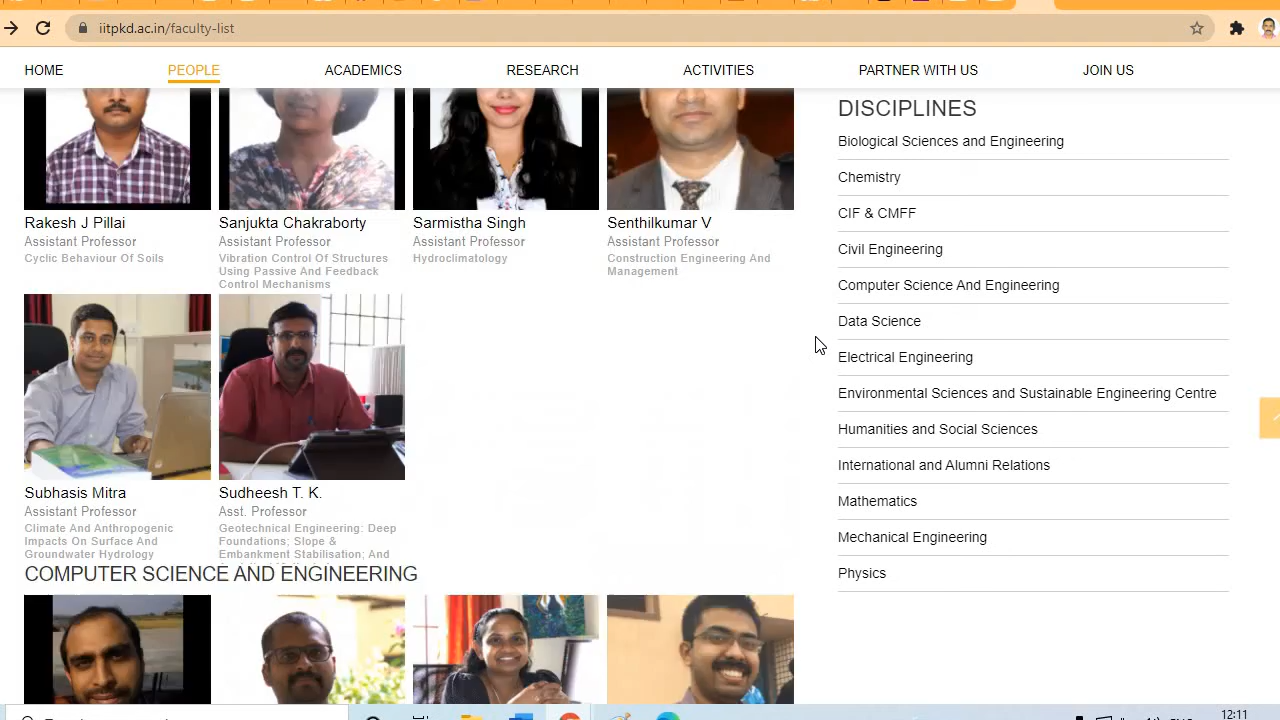 iitpkd.ac.in/faculty-list
HOME PEOPLE ACADEMICS RESEARCH ACTIVITIES PARTNER WITH US JOIN US
Rakesh J Pillai
Assistant Professor
Cyclic Behaviour Of Soils
Sanjukta Chakraborty
Assistant Professor
Vibration Control Of Structures
Using Passive And Feedback
Control Mechanisms
Sarmistha Singh
Assistant Professor
Hydroclimatology
Senthilkumar V
Assistant Professor
Construction Engineering And
Management
Subhasis Mitra
Assistant Professor
Climate And Anthropogenic
Impacts On Surface And
Groundwater Hydrology
Sudheesh T. K.
Asst. Professor
Geotechnical Engineering: Deep
Foundations; Slope &
Embankment Stabilisation; And
COMPUTER SCIENCE AND ENGINEERING
DISCIPLINES
Biological Sciences and Engineering
Chemistry
CIF & CMFF
Civil Engineering
Computer Science And Engineering
Data Science
Electrical Engineering
Environmental Sciences and Sustainable Engineering Centre
Humanities and Social Sciences
International and Alumni Relations
Mathematics
Mechanical Engineering
Physics
12:11